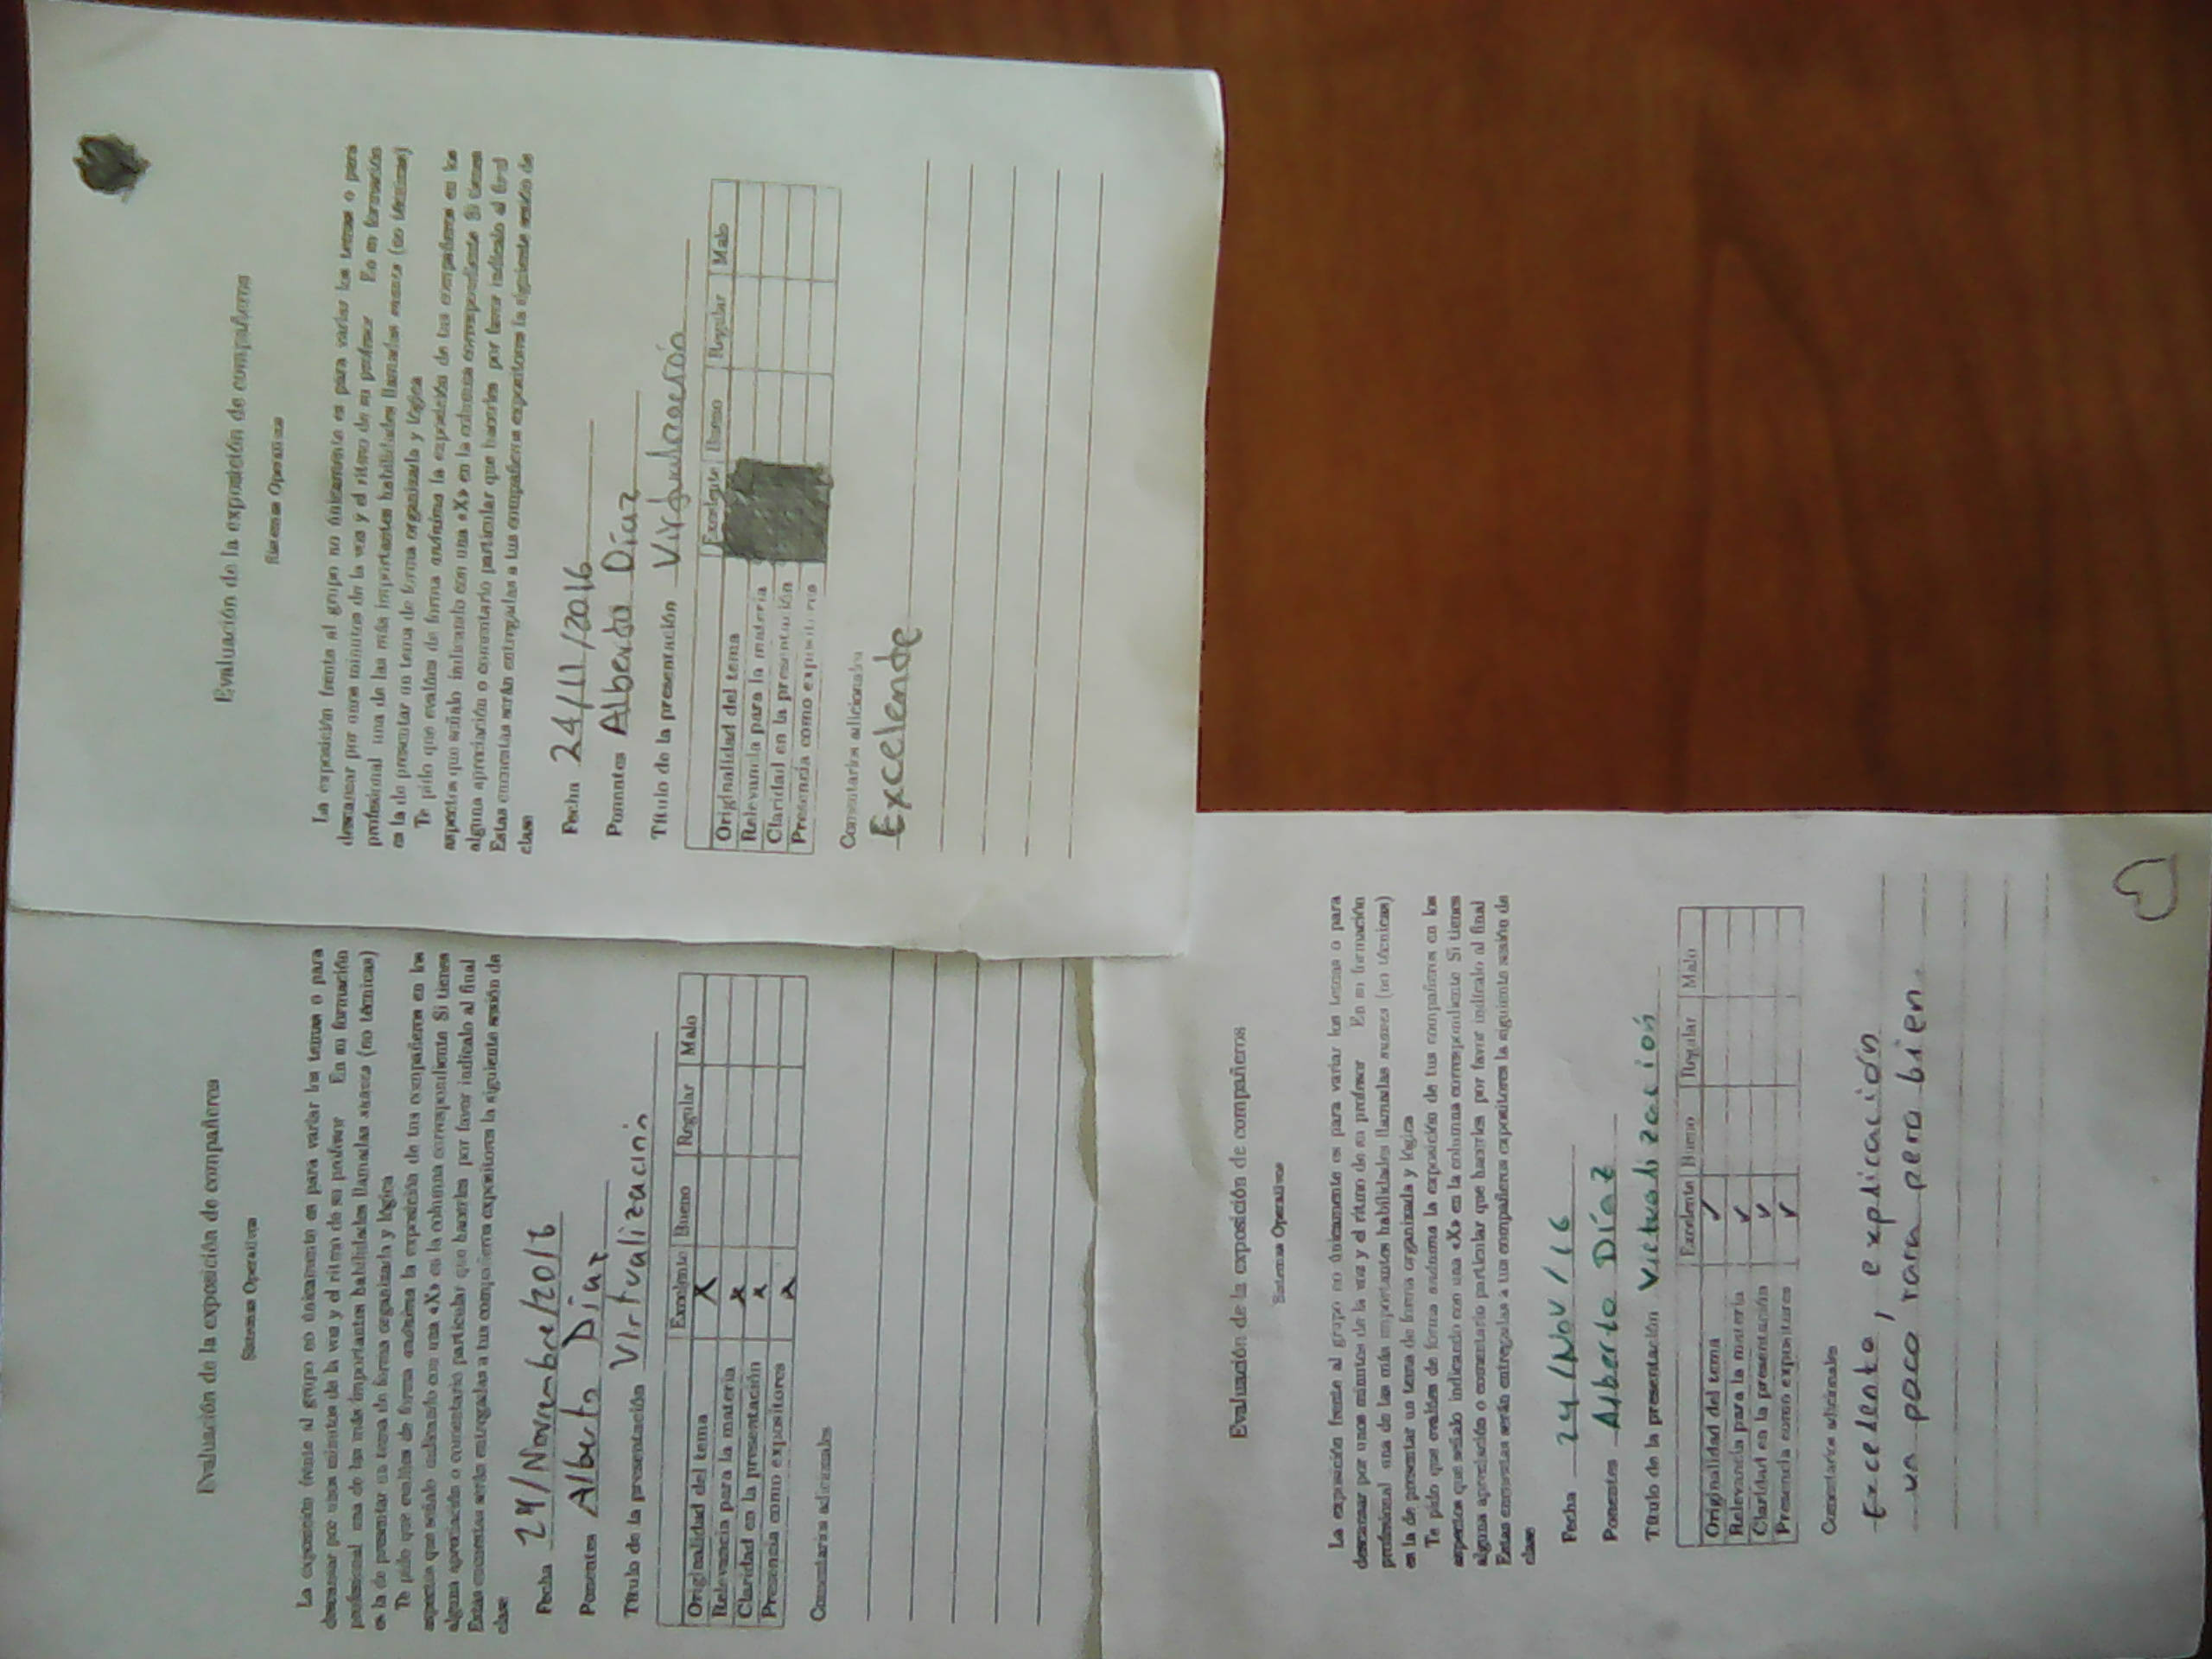 Evaluación de la exposición de compañeros
Sistemas Operativos
La exposición frente al grupo no únicamente es para variar los temas o para
descansar por unos minutos de la voz y el ritmo de su profesor. En su formación
profesional una de las más importantes habilidades llamadas suaves (no técnicas)
es la de presentar un tema de forma organizada y lógica
Te pido que evalúes de forma anónima la exposición de tus compañeros en los
aspectos que señalo indicando con una «X» en la columna correspondiente Si tienes
alguna apreciación o comentario particular que hacerles por favor indícalo al final
Estas encuestas serán entregadas a tus compañeros expositores la siguiente sesión de
clase
Fecha 24/11/2016
Ponentes Alberto Díaz
Título de la presentación
Excelente Bueno Regular Malo
Originalidad del tema
Relevancia para la materia
Claridad en la presentación
Presencia como expositores
Comentarios adicionales
Excelente
Evaluación de la exposición de compañeros
Sistemas Operativos
La exposición frente al grupo no únicamente es para variar los temas o para
descansar por unos minutos de la voz y el ritmo de su profesor En su formación
profesional una de las más importantes habilidades llamadas suaves (no técnicas)
es la de presentar un tema de forma organizada y lógica
Te pido que evalúes de forma anónima la exposición de tus compañeros en los
aspectos que señalo indicando con una «X» en la columna correspondiente Si tienes
alguna apreciación o comentario particular que hacerles por favor indícalo al final
Estas encuestas serán entregadas a tus compañeros expositores la siguiente sesión de
clase
Fecha 24/Noviembre/2016
Ponentes Alberto Díaz
Título de la presentación Virtualización
Excelente Bueno Regular Malo
Originalidad del tema X
Relevancia para la materia X
Claridad en la presentación X
Presencia como expositores X
Comentarios adicionales
Evaluación de la exposición de compañeros
Sistemas Operativos
La exposición frente al grupo no únicamente es para variar los temas o para
descansar por unos minutos de la voz y el ritmo de su profesor En su formación
profesional una de las más importantes habilidades llamadas suaves (no técnicas)
es la de presentar un tema de forma organizada y lógica
Te pido que evalúes de forma anónima la exposición de tus compañeros en los
aspectos que señalo indicando con una «X» en la columna correspondiente Si tienes
alguna apreciación o comentario particular que hacerles por favor indícalo al final
Estas encuestas serán entregadas a tus compañeros expositores la siguiente sesión de
clase
Fecha 24/Nov/16
Ponentes Alberto Díaz
Título de la presentación Victualización
Excelente Bueno Regular Malo
Originalidad del tema ✓
Relevancia para la materia ✓
Claridad en la presentación ✓
Presencia como expositores ✓
Comentarios adicionales
Excelente, explicación
un poco rara pero bien.